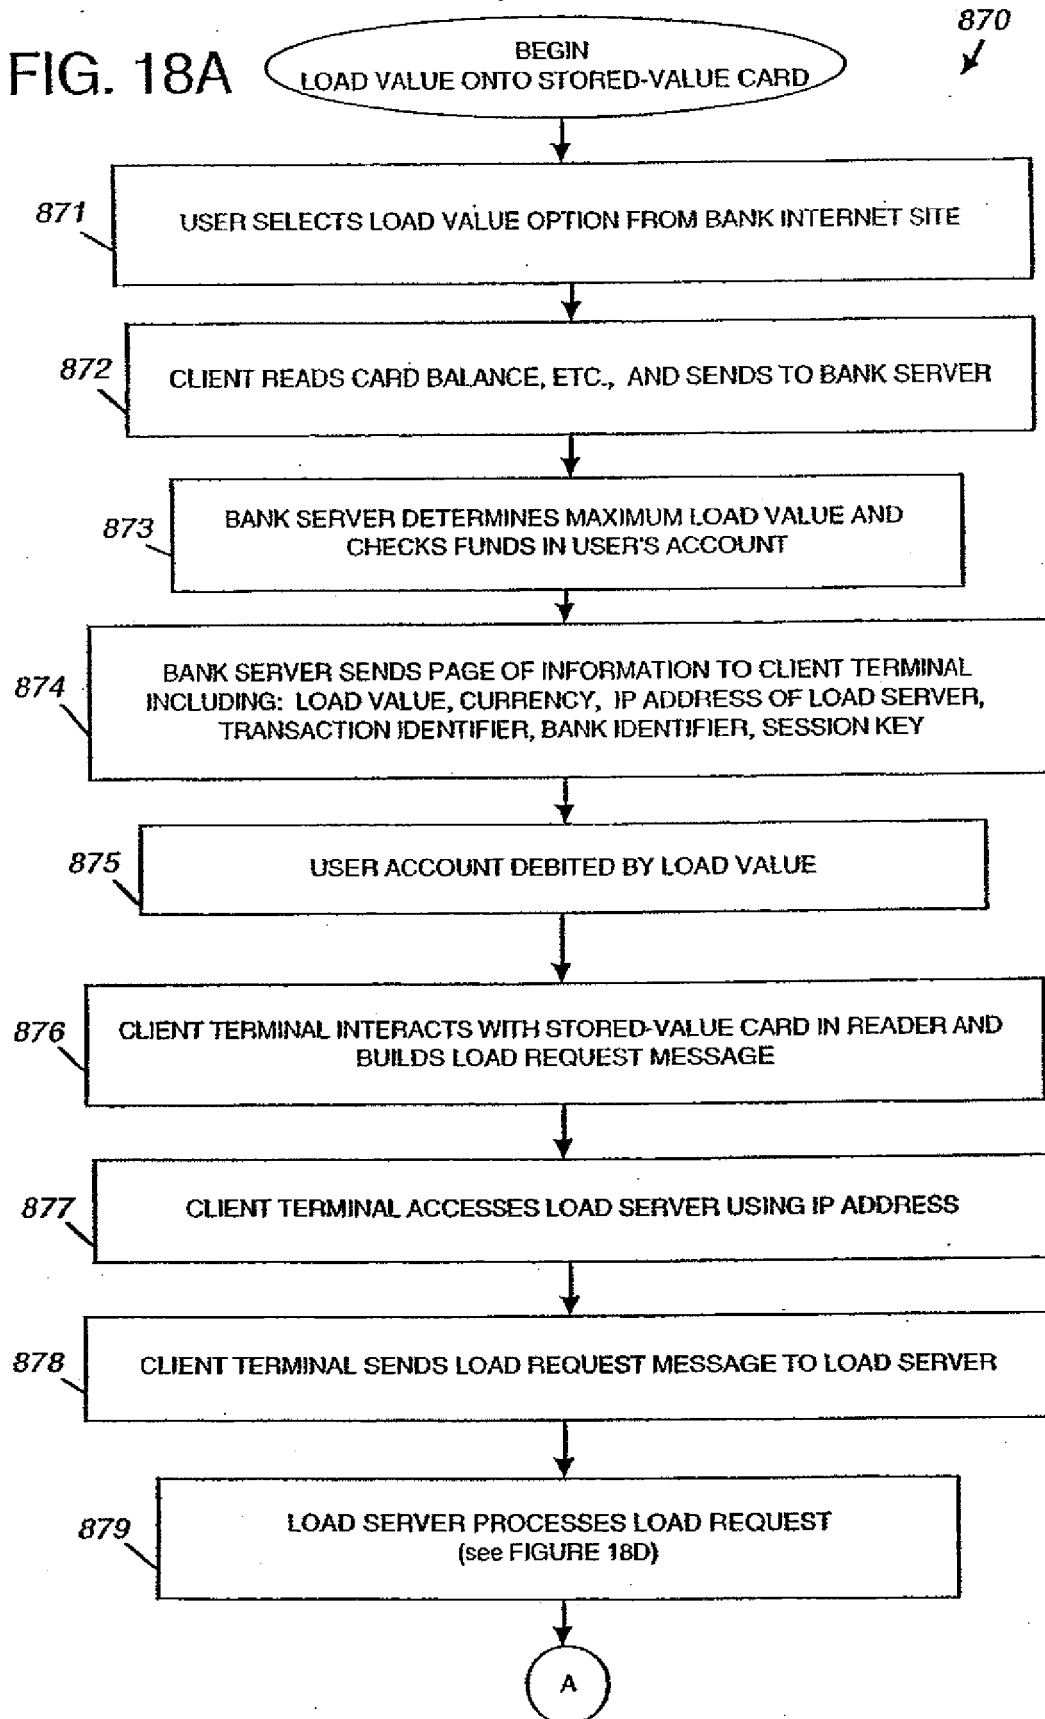 870
FIG. 18A
BEGIN
LOAD VALUE ONTO STORED-VALUE CARD
871
USER SELECTS LOAD VALUE OPTION FROM BANK INTERNET SITE
872
CLIENT READS CARD BALANCE, ETC., AND SENDS TO BANK SERVER
873
BANK SERVER DETERMINES MAXIMUM LOAD VALUE AND
CHECKS FUNDS IN USER'S ACCOUNT
874
BANK SERVER SENDS PAGE OF INFORMATION TO CLIENT TERMINAL
INCLUDING: LOAD VALUE, CURRENCY, IP ADDRESS OF LOAD SERVER,
TRANSACTION IDENTIFIER, BANK IDENTIFIER, SESSION KEY
875
USER ACCOUNT DEBITED BY LOAD VALUE
876
CLIENT TERMINAL INTERACTS WITH STORED-VALUE CARD IN READER AND
BUILDS LOAD REQUEST MESSAGE
877
CLIENT TERMINAL ACCESSES LOAD SERVER USING IP ADDRESS
878
CLIENT TERMINAL SENDS LOAD REQUEST MESSAGE TO LOAD SERVER
879
LOAD SERVER PROCESSES LOAD REQUEST
(see FIGURE 18D)
A